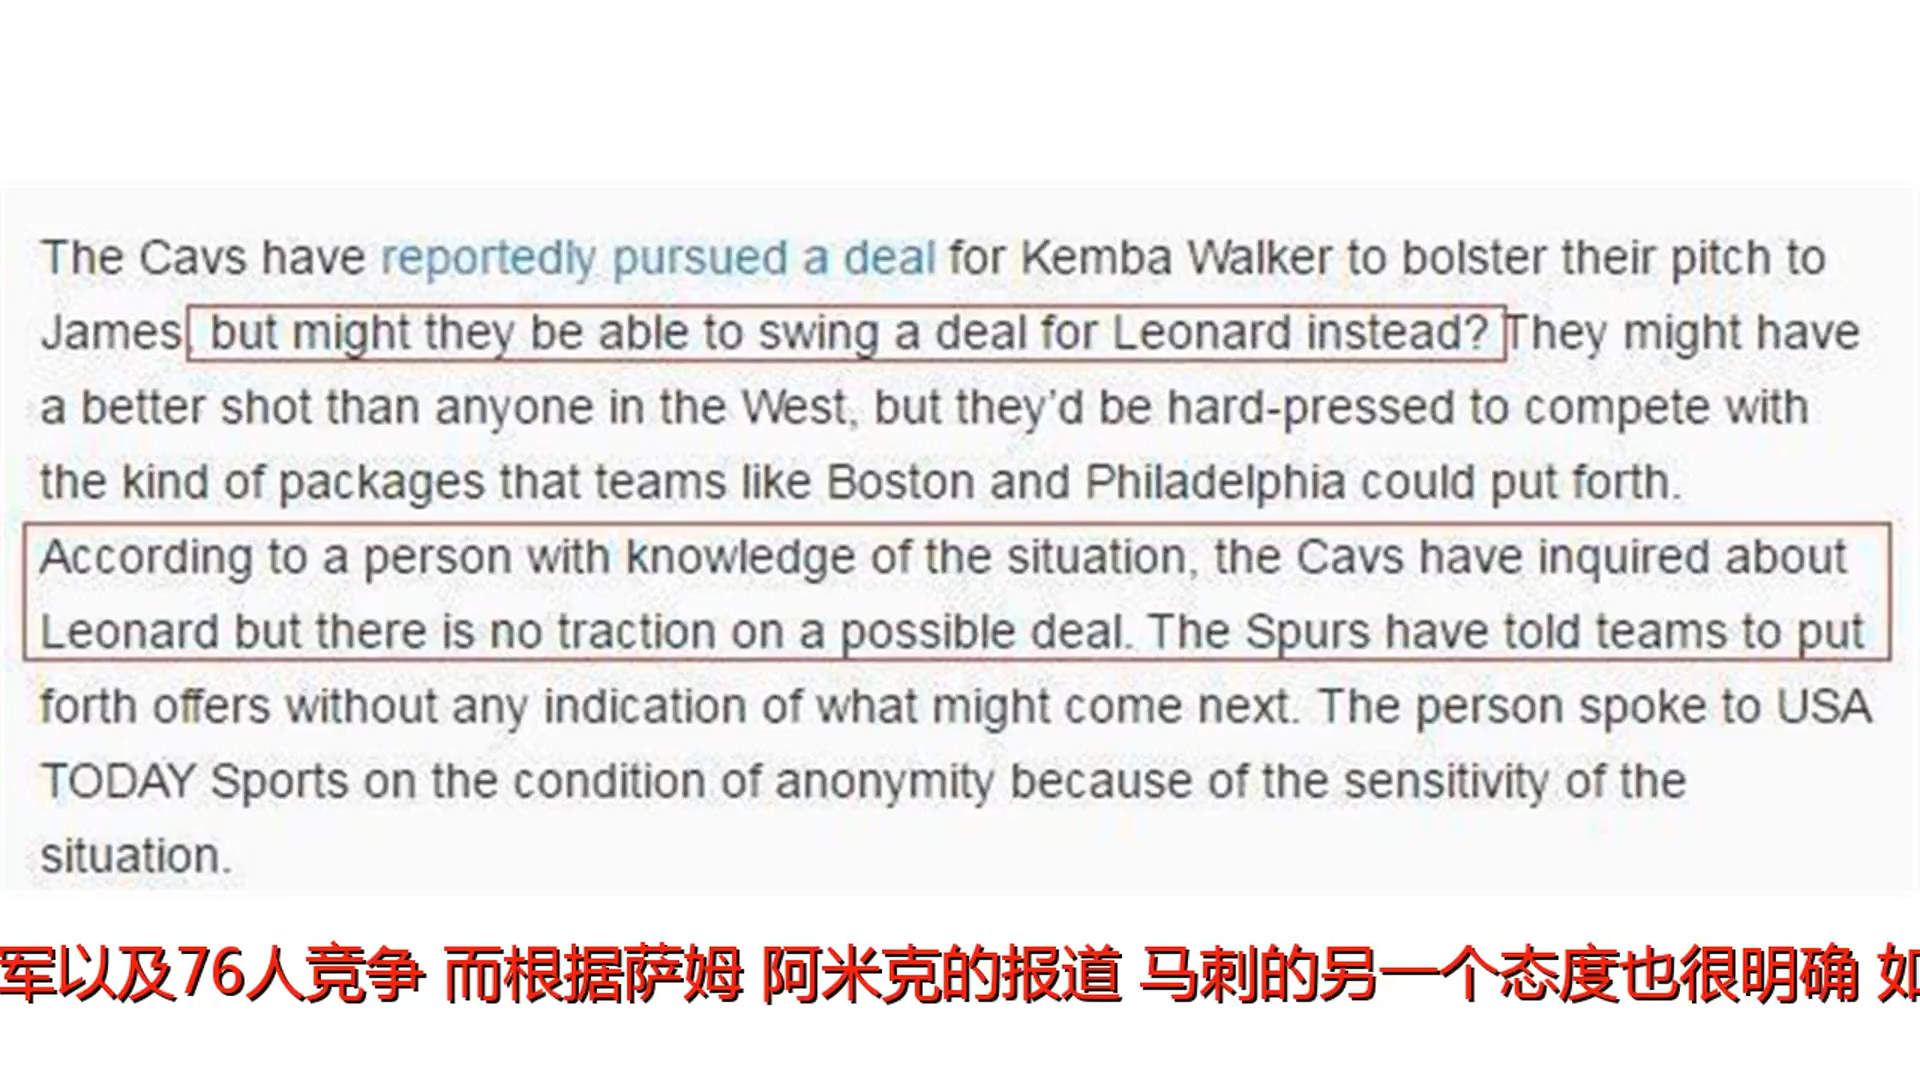 The Cavs have reportedly pursued a deal for Kemba Walker to bolster their pitch to
James, but might they be able to swing a deal for Leonard instead? They might have
a better shot than anyone in the West, but they'd be hard-pressed to compete with
the kind of packages that teams like Boston and Philadelphia could put forth.
According to a person with knowledge of the situation, the Cavs have inquired about
Leonard but there is no traction on a possible deal. The Spurs have told teams to put
forth offers without any indication of what might come next. The person spoke to USA
TODAY Sports on the condition of anonymity because of the sensitivity of the
situation.
军以及76人竞争 而根据萨姆 阿米克的报道 马刺的另一个态度也很明确 如